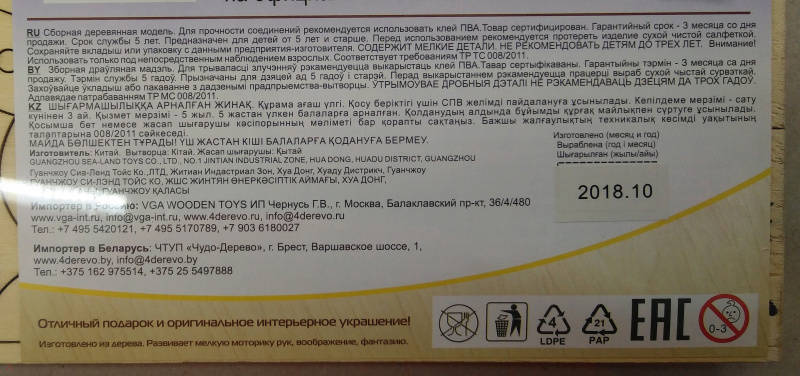 RU Сборная деревянная модель. Для прочности соединений рекомендуется использовать клей ПВА.Товар сертифицирован. Гарантийный срок - 3 месяца со дня
продажи. Срок службы 5 лет. Предназначен для детей от 5 лет и старше. Перед использованием рекомендуется протереть изделие сухой чистой салфеткой.
Сохраняйте вкладыш или упаковку с данными предприятия-изготовителя. СОДЕРЖИТ МЕЛКИЕ ДЕТАЛИ. НЕ РЕКОМЕНДОВАТЬ ДЕТЯМ ДО ТРЕХ ЛЕТ. Внимание!
Использовать только под непосредственным наблюдением взрослых. Соответствует требованиям ТР ТС 008/2011.
BY Зборная драўляная мадэль. Для трываласці злучэнняў рэкамендуецца выкарыстаць клей ПВА.Тавар сертыфікаваны. Гарантыйны тэрмін - 3 месяца са дня
продажу. Тэрмін службы 5 гадоў. Прызначаны для дзяцей ад 5 гадоў і старэй. Перад выкарыстаннем рэкамендуецца працерці выраб сухой чыстай сурвэткай.
Захоўвайце ўкладыш або пакаванне з дадзенымі прадпрыемства-вытворцы. УТРЫМОУВАЕ ДРОБНЫЯ ДЭТАЛІ НЕ РЭКАМЕНДАВАЦЬ ДЗЕЦЯМ ДА ТРОХ ГАДОЎ.
Адпавядае патрабаванням ТР МС 008/2011.
KZ ШЫҒАРМАШЫЛЫҚҚА АРНАЛҒАН ЖИНАҚ. Құрама ағаш үлгі. Қосу беріктігі үшін СПВ желімді пайдалануға ұсынылады. Кепілдеме мерзімі - сату
күнінен 3 ай. Қызмет мерзімі - 5 жыл. 5 жастан үлкен балаларға арналған. Қолданудың алдында бұйымды құрғақ майлықпен сүртуге ұсынылады.
Қосымша бет немесе жасап шығарушы кәсіпорынның мәліметі бар қорапты сақтаңыз. Башқы жалғаулықтың техникалық кесімді уақытының
талаптарына 008/2011 сәйкеседі.
МАЙДА БӨЛШЕКТЕН ТҰРАДЫ! ҮШ ЖАСТАН КІШІ БАЛАЛАРҒА ҚОДАНУҒА БЕРМЕУ.
Изготовитель: Китай. Вытворца: Кітай. Жасап шығарушы: Қытай
GUANGZHOU SEA-LAND TOYS CO., LTD., NO.1 JINTIAN INDUSTRIAL ZONE, HUA DONG, HUADU DISTRICT, GUANGZHOU
Гуанчжоу Сиа-Ленд Тойс Ко.,ЛТД, Житиан Индастриал Зон, Хуа Донг, Хуаду Дистрикч, Гуанчжоу
ГУАНЧЖОУ СИ-ЛЭНД ТОЙС КО, ЖШС ЖИНТЯН ӨНЕРКӘСІПТІК АЙМАҒЫ, ХУА ДОНГ,
ГУАНЧЖОУ ҚАЛАСЫ
Изготовлено (месяц и год)
Выраблена (год і месяц)
Шығарылған (жылы/айы)
2018.10
Импортер в Россию: VGA WOODEN TOYS ИП Чернусь Г.В., г. Москва, Балаклавский пр-кт, 36/4/480
www.vga-int.ru, info@vga-int.ru, www.4derevo.ru, info@4derevo.ru
Тел.: +7 495 5420121, +7 495 5170789, +7 903 6180027
Импортер в Беларусь: ЧТУП «Чудо-Дерево», г. Брест, Варшавское шоссе, 1,
www.4derevo.by, info@4derevo.by
Тел.: +375 162 975514, +375 25 5497888
Отличный подарок и оригинальное интерьерное украшение!
Изготовлено из дерева. Развивает мелкую моторику рук, воображение, фантазию.
4
LDPE
21
PAP
EAC
0-3